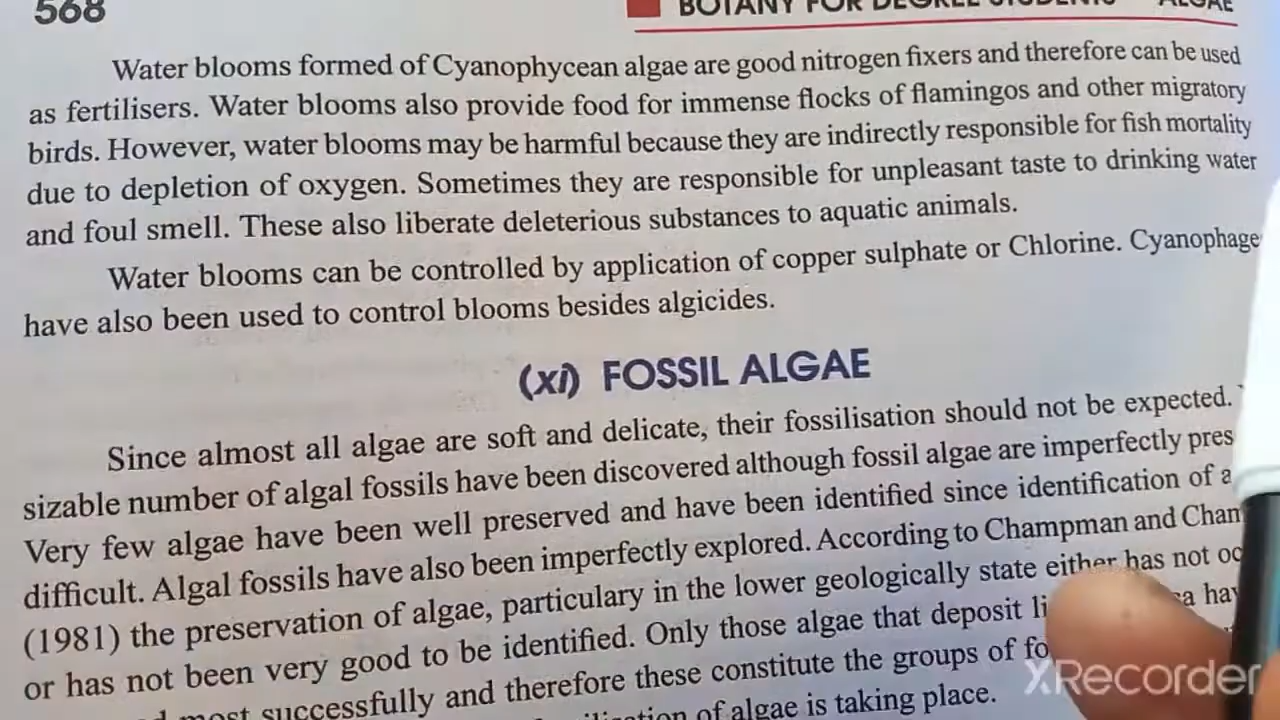 568
BOTANY FOR DEGREE STUDENTS ALGAE
Water blooms formed of Cyanophycean algae are good nitrogen fixers and therefore can be used
as fertilisers. Water blooms also provide food for immense flocks of flamingos and other migratory
birds. However, water blooms may be harmful because they are indirectly responsible for fish mortality
due to depletion of oxygen. Sometimes they are responsible for unpleasant taste to drinking water
and foul smell. These also liberate deleterious substances to aquatic animals.
Water blooms can be controlled by application of copper sulphate or Chlorine. Cyanophage
have also been used to control blooms besides algicides.
(xi) FOSSIL ALGAE
Since almost all algae are soft and delicate, their fossilisation should not be expected.
sizable number of algal fossils have been discovered although fossil algae are imperfectly pres
Very few algae have been well preserved and have been identified since identification of a
difficult. Algal fossils have also been imperfectly explored. According to Champman and Chan
(1981) the preservation of algae, particulary in the lower geologically state either has not oc
or has not been very good to be identified. Only those algae that deposit li hav
most successfully and therefore these constitute the groups of fo
of algae is taking place.
XRecorder